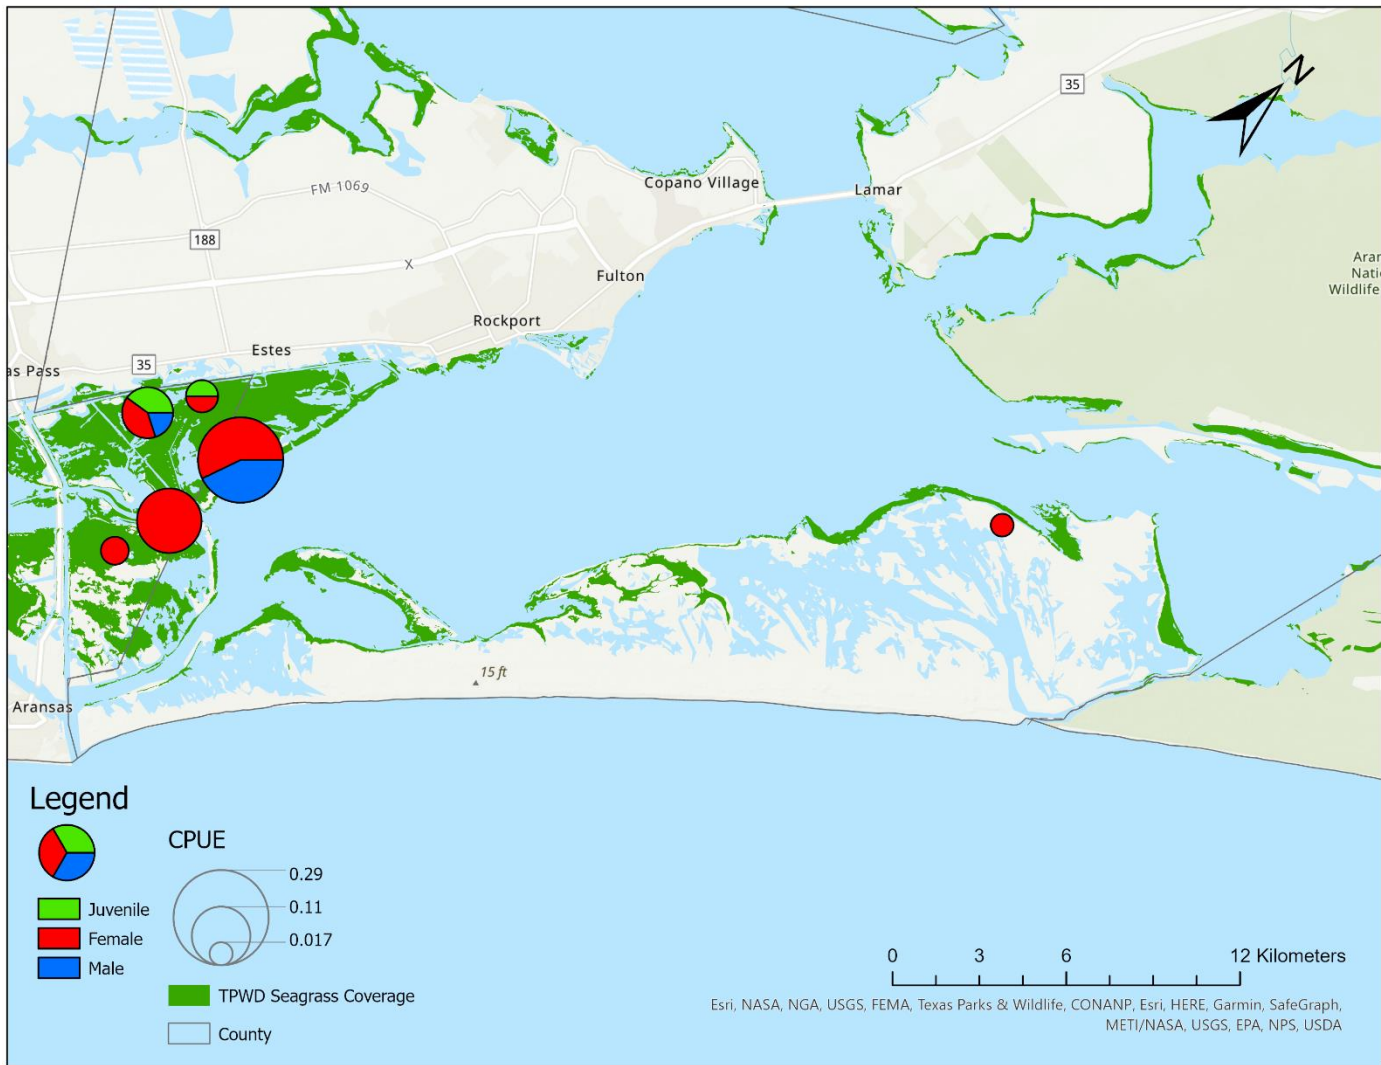 N
35
Copano Village
Lamar
FM 1069
188
X
Aran
Natio
Wildlife
Fulton
Rockport
Estes
35
as Pass
15 ft
Aransas
Legend
CPUE
0.29
0.11
0.017
Juvenile
Female
Male
TPWD Seagrass Coverage
County
0 3 6 12 Kilometers
Esri, NASA, NGA, USGS, FEMA, Texas Parks & Wildlife, CONANP, Esri, HERE, Garmin, SafeGraph,
METI/NASA, USGS, EPA, NPS, USDA